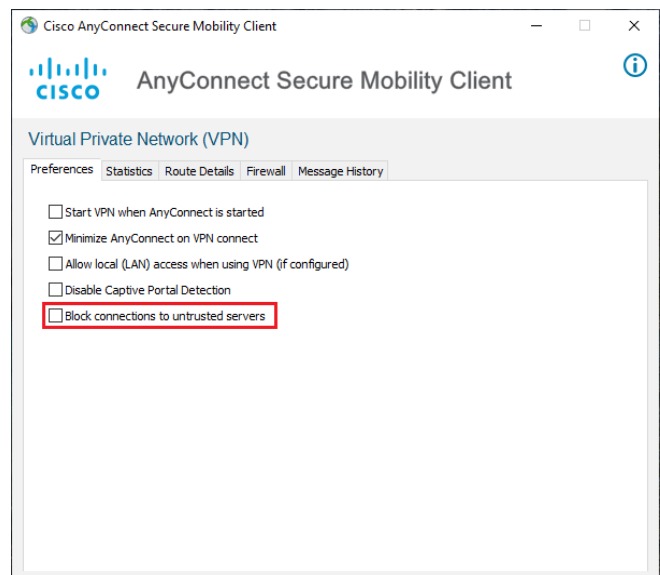 Cisco AnyConnect Secure Mobility Client
CISCO AnyConnect Secure Mobility Client
Virtual Private Network (VPN)
Preferences Statistics Route Details Firewall Message History
Start VPN when AnyConnect is started
Minimize AnyConnect on VPN connect
Allow local (LAN) access when using VPN (if configured)
Disable Captive Portal Detection
Block connections to untrusted servers